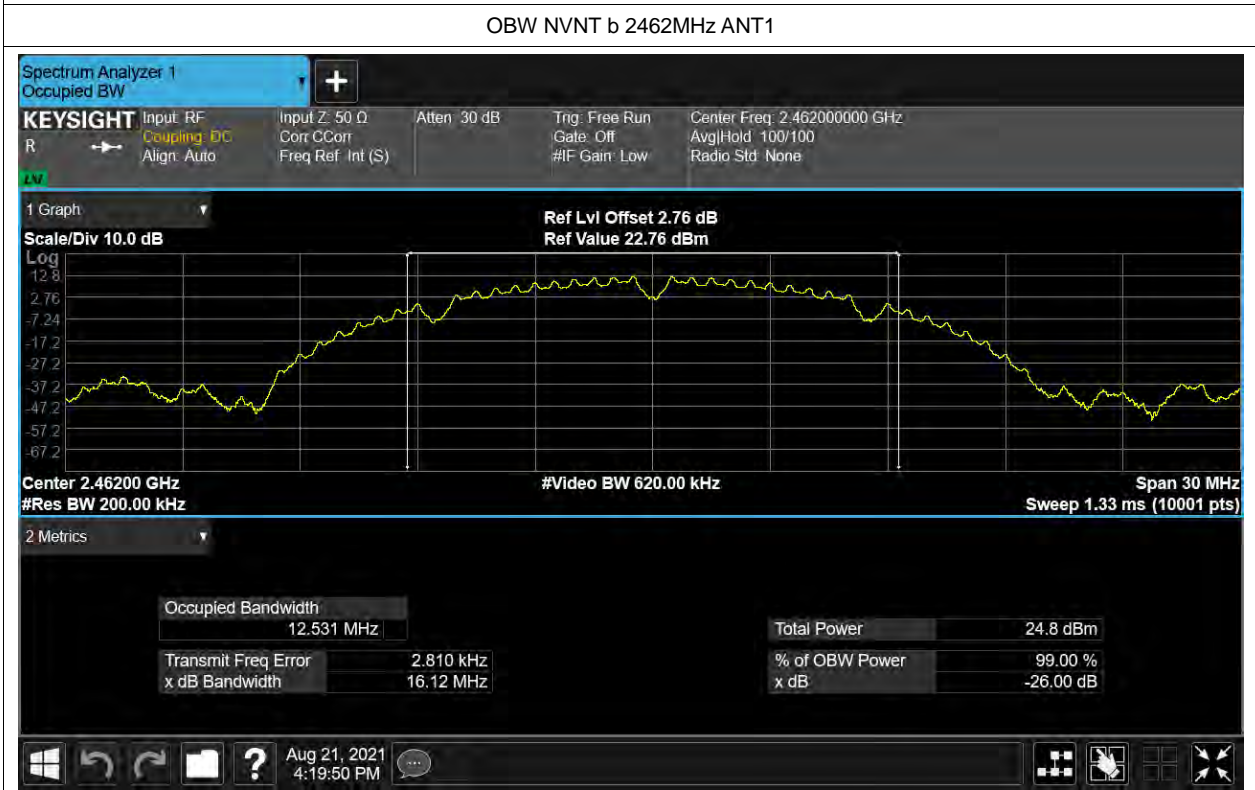 OBW NVNT b 2462MHz ANT1
Spectrum Analyzer 1
Occupied BW
KEYSIGHT
R
LV
Input: RF
Coupling: DC
Align: Auto
Input Z: 50 Ω
Corr CCorr
Freq Ref: Int (S)
Atten: 30 dB
Trig: Free Run
Gate: Off
#IF Gain: Low
Center Freq: 2.462000000 GHz
Avg|Hold: 100/100
Radio Std: None
1 Graph
Scale/Div 10.0 dB
Ref Lvl Offset 2.76 dB
Ref Value 22.76 dBm
Log
12.8
2.76
-7.24
-17.2
-27.2
-37.2
-47.2
-57.2
-67.2
Center 2.46200 GHz
#Video BW 620.00 kHz
Span 30 MHz
#Res BW 200.00 kHz
Sweep 1.33 ms (10001 pts)
2 Metrics
Occupied Bandwidth
12.531 MHz
Total Power 24.8 dBm
Transmit Freq Error 2.810 kHz
% of OBW Power 99.00 %
x dB Bandwidth 16.12 MHz
x dB -26.00 dB
Aug 21, 2021
4:19:50 PM